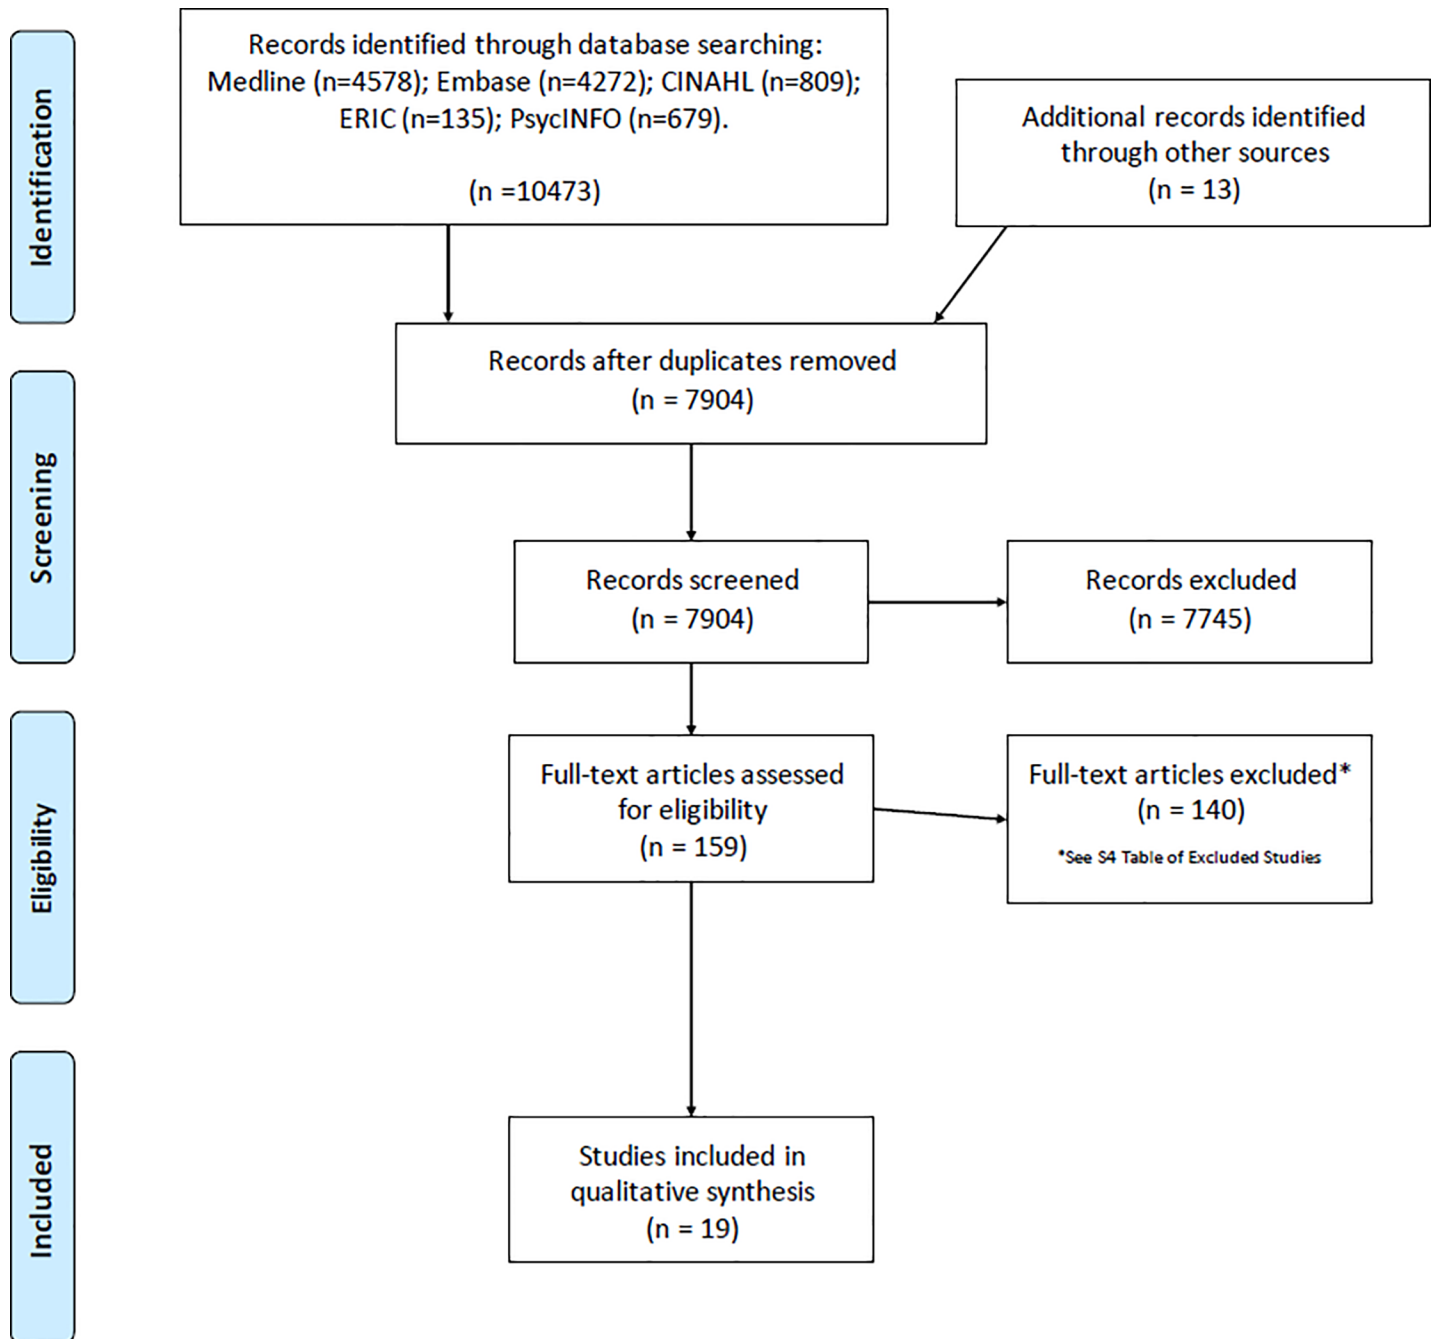 Identification
Records identified through database searching:
Medline (n=4578); Embase (n=4272); CINAHL (n=809);
ERIC (n=135); PsycINFO (n=679).
(n =10473)
Additional records identified
through other sources
(n = 13)
Records after duplicates removed
(n = 7904)
Screening
Records screened
(n = 7904)
Records excluded
(n = 7745)
Eligibility
Full-text articles assessed
for eligibility
(n = 159)
Full-text articles excluded*
(n = 140)
*See S4 Table of Excluded Studies
Included
Studies included in
qualitative synthesis
(n = 19)